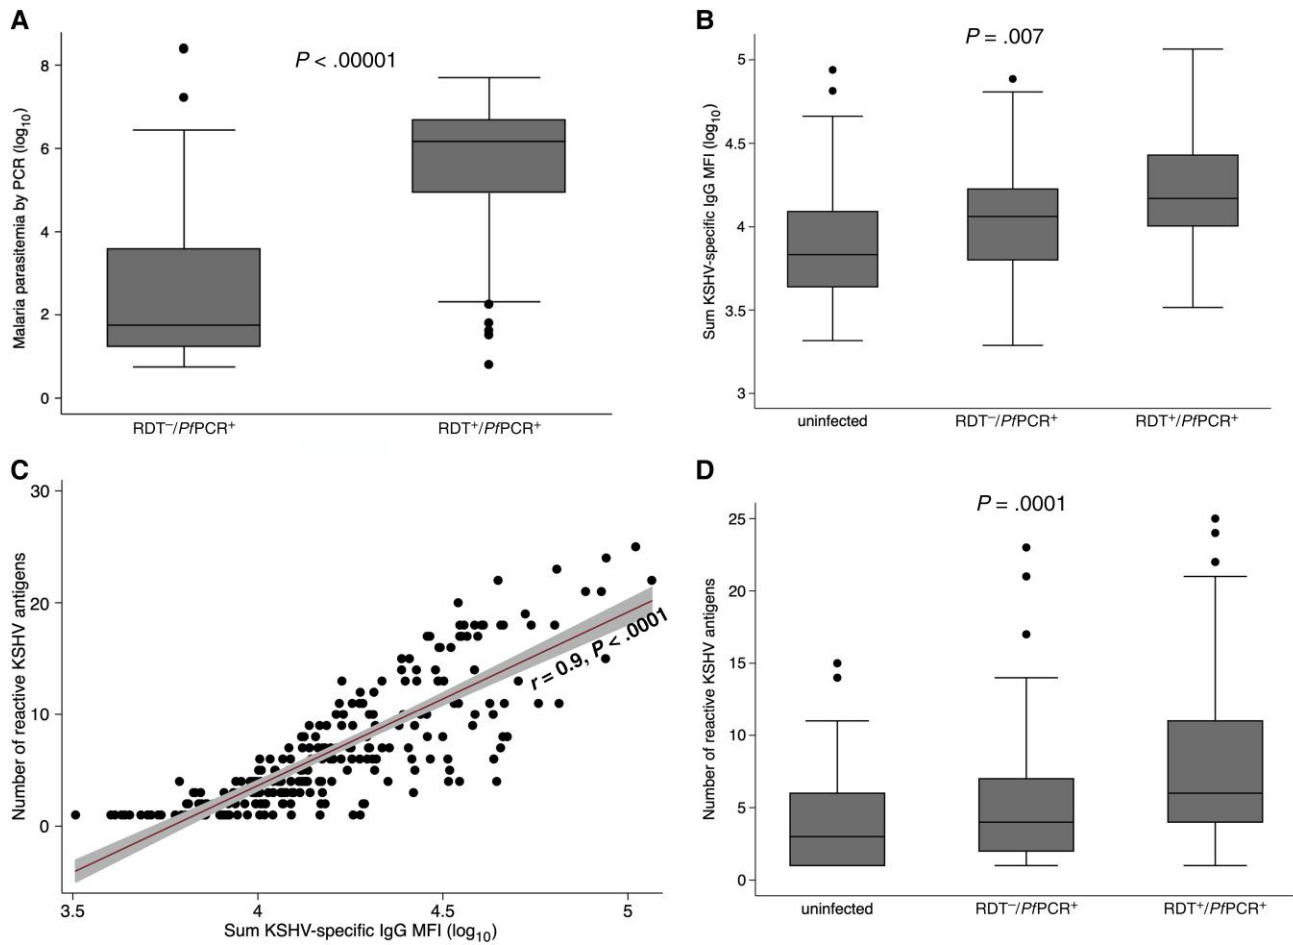 A
P < .00001
Malaria parasitemia by PCR (log10)
8
6
4
2
0
RDT–/PfPCR+
RDT+/PfPCR+
B
P = .007
Sum KSHV-specific IgG MFI (log10)
5
4.5
4
3.5
3
uninfected
RDT–/PfPCR+
RDT+/PfPCR+
C
Number of reactive KSHV antigens
30
20
10
0
r = 0.9, P < .0001
3.5
4
4.5
5
Sum KSHV-specific IgG MFI (log10)
D
P = .0001
Number of reactive KSHV antigens
25
20
15
10
5
0
uninfected
RDT–/PfPCR+
RDT+/PfPCR+